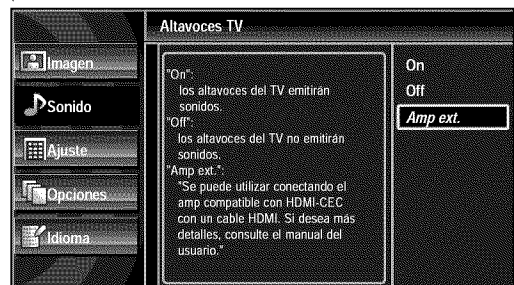 Altavoces TV
Imagen
Sonido
Ajuste
Opciones
Idioma
"On":
los altavoces del TV emitirán
sonidos.
"Off":
los altavoces del TV no emitirán
sonidos.
"Amp ext.":
"Se puede utilizar conectando el
amp compatible con HDMI-CEC
con un cable HDMI. Si desea más
detalles, consulte el manual del
usuario."
On
Off
Amp ext.